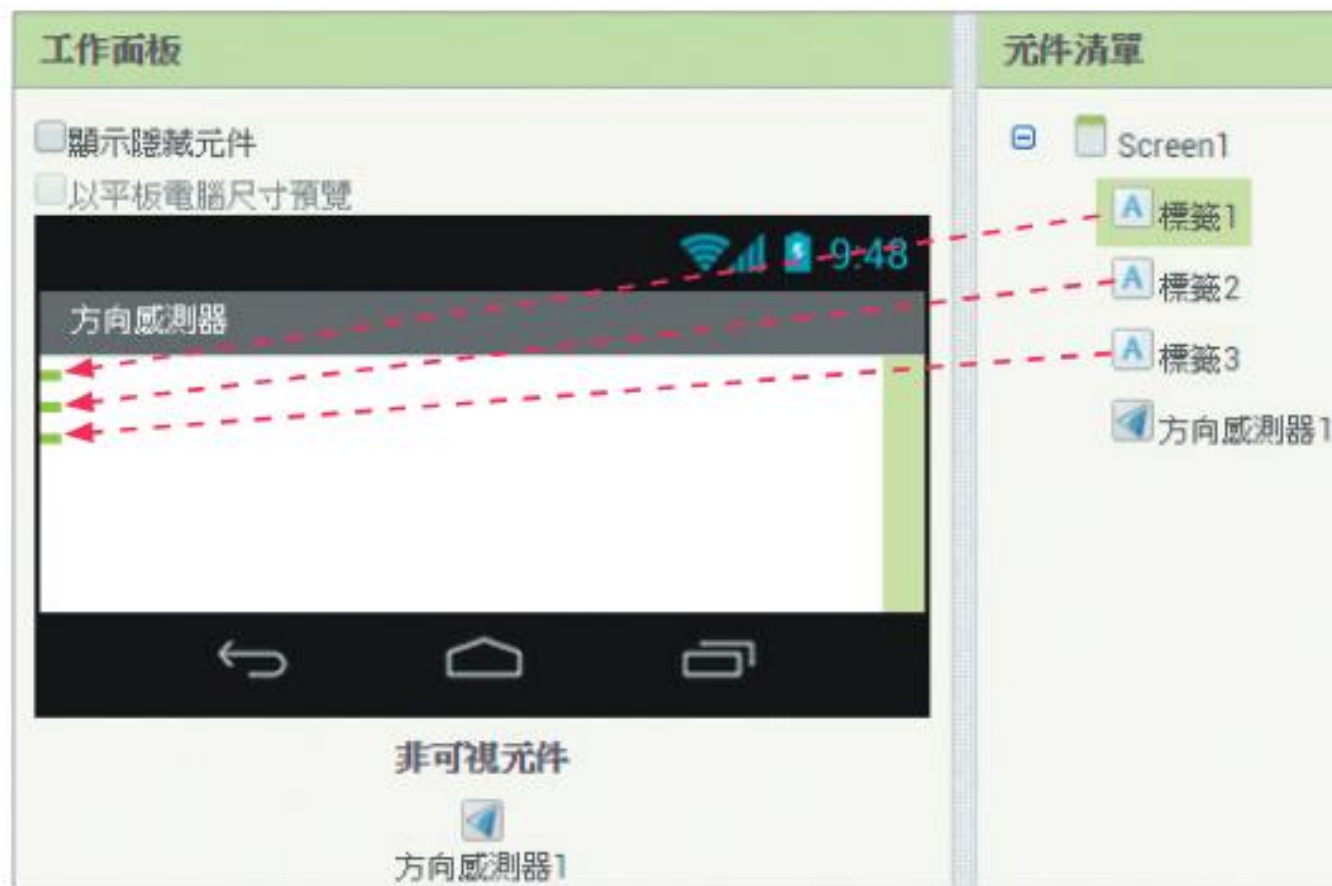 工作面板
顯示隱藏元件
以平板電腦尺寸預覽
9:48
方向感測器
非可視元件
方向感測器1
元件清單
Screen1
A 標籤1
A 標籤2
A 標籤3
方向感測器1